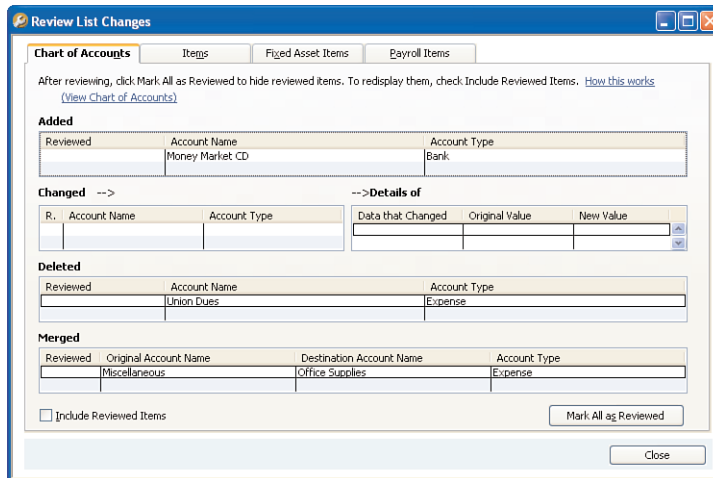 Review List Changes
Chart of Accounts Items Fixed Asset Items Payroll Items
After reviewing, click Mark All as Reviewed to hide reviewed items. To redisplay them, check Include Reviewed Items. How this works
(View Chart of Accounts)
Added
Reviewed Account Name Account Type
Money Market CD Bank
Changed --> -->Details of
R. Account Name Account Type Data that Changed Original Value New Value
Deleted
Reviewed Account Name Account Type
Union Dues Expense
Merged
Reviewed Original Account Name Destination Account Name Account Type
Miscellaneous Office Supplies Expense
Include Reviewed Items Mark All as Reviewed
Close